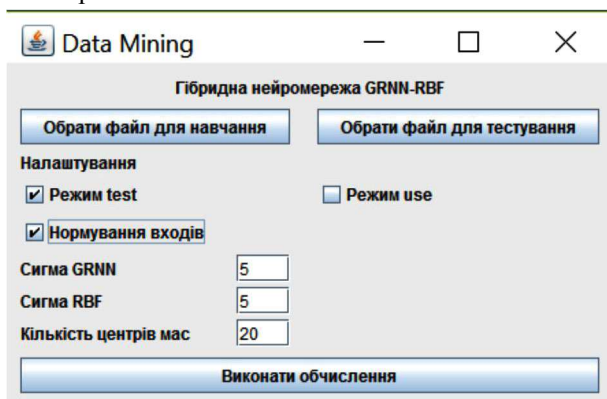 Data Mining
Гібридна нейромережа GRNN-RBF
Обрати файл для навчання Обрати файл для тестування
Налаштування
Режим test Режим use
Нормування входів
Сигма GRNN 5
Сигма RBF 5
Кількість центрів мас 20
Виконати обчислення